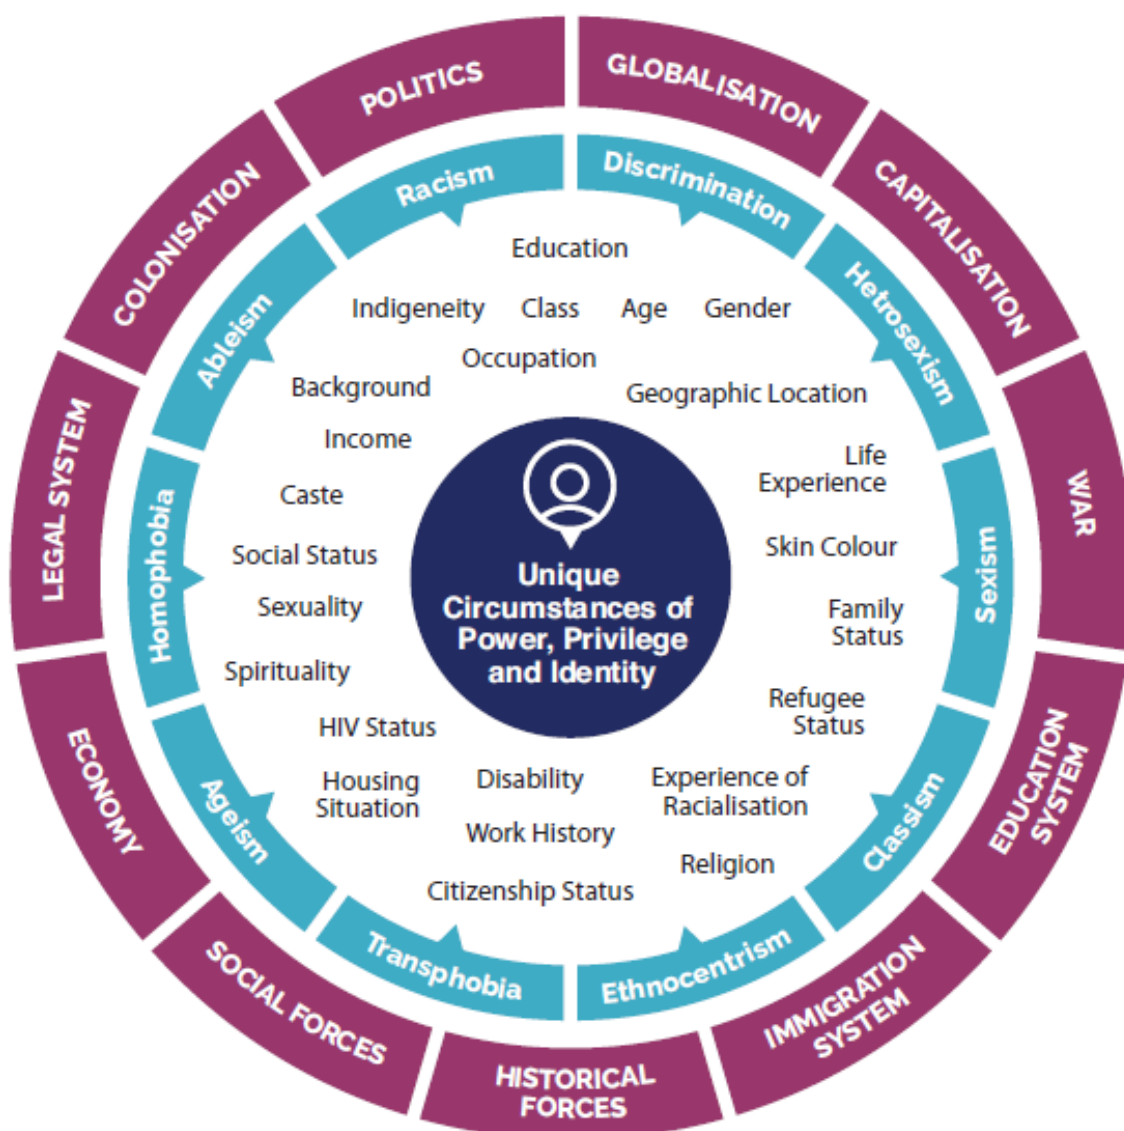 POLITICS
GLOBALISATION
CAPITALISATION
WAR
EDUCATION
SYSTEM
IMMIGRATION
SYSTEM
HISTORICAL
FORCES
SOCIAL FORCES
ECONOMY
LEGAL SYSTEM
COLONISATION
Racism
Discrimination
Hetrosexism
Sexism
Classism
Ethnocentrism
Transphobia
Ageism
Homophobia
Ableism
Education
Indigeneity
Class
Age
Gender
Occupation
Background
Geographic Location
Income
Life
Experience
Caste
Skin Colour
Social Status
Sexuality
Family
Status
Spirituality
Refugee
Status
HIV Status
Housing
Situation
Disability
Experience of
Racialisation
Work History
Religion
Citizenship Status
Unique
Circumstances of
Power, Privilege
and Identity